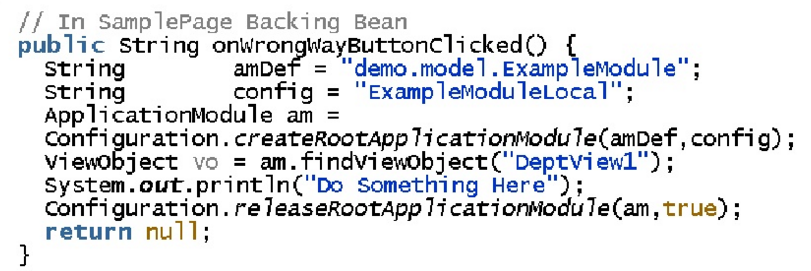 // In SamplePage Backing Bean
public String onWrongWayButtonClicked() {
String amDef = "demo.model.ExampleModule";
String config = "ExampleModuleLocal";
ApplicationModule am =
Configuration.createRootApplicationModule(amDef,config);
ViewObject vo = am.findViewObject("DeptView1");
System.out.println("Do Something Here");
Configuration.releaseRootApplicationModule(am,true);
return null;
}